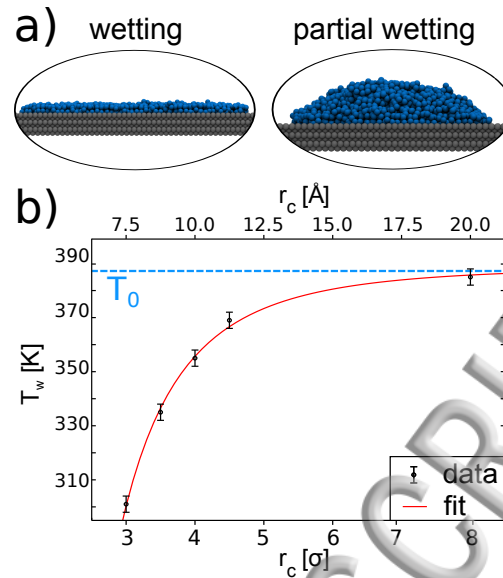 a)
wetting
partial wetting
b)
r_c [Å]
7.5 10.0 12.5 15.0 17.5 20.0
390
370
350
330
310
T_w [K]
T_0
data
fit
3 4 5 6 7 8
r_c [σ]